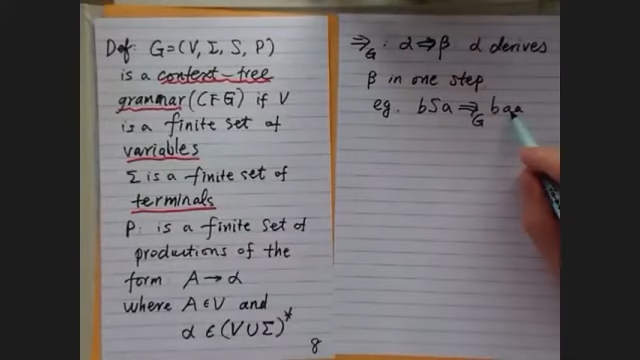 Def: G=(V, Σ, S, P)
is a context-free
grammar (CFG) if V
is a finite set of
variables
Σ is a finite set of
terminals
P: is a finite set of
productions of the
form A → α
where A ∈ V and
α ∈ (V ∪ Σ)*
8
⇒G : α ⇒ β α derives
β in one step
eg. bSa ⇒G baa